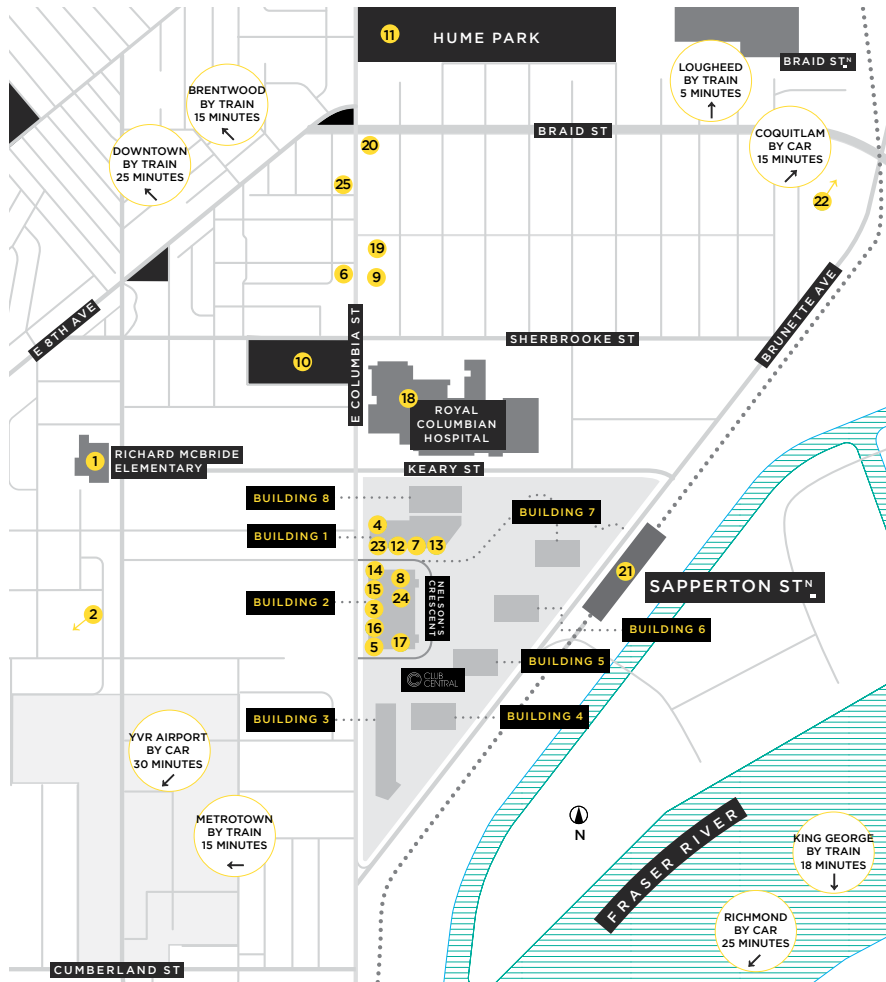 11
HUME PARK
BRAID STN
LOUGHEED
BY TRAIN
5 MINUTES
BRENTWOOD
BY TRAIN
15 MINUTES
BRAID ST
COQUITLAM
BY CAR
15 MINUTES
DOWNTOWN
BY TRAIN
25 MINUTES
20
25
22
19
6
9
E 8TH AVE
E COLUMBIA ST
BRUNETTE AVE
SHERBROOKE ST
10
18
ROYAL
COLUMBIAN
HOSPITAL
1
RICHARD MCBRIDE
ELEMENTARY
KEARY ST
BUILDING 8
BUILDING 7
4
BUILDING 1
23
12
7
13
14
8
21
SAPPERTON STN
15
24
BUILDING 2
3
NELSON'S
CRESCENT
2
16
BUILDING 6
5
17
BUILDING 5
CLUB
CENTRAL
BUILDING 3
BUILDING 4
YVR AIRPORT
BY CAR
30 MINUTES
METROTOWN
BY TRAIN
15 MINUTES
N
FRASER RIVER
KING GEORGE
BY TRAIN
18 MINUTES
RICHMOND
BY CAR
25 MINUTES
CUMBERLAND ST